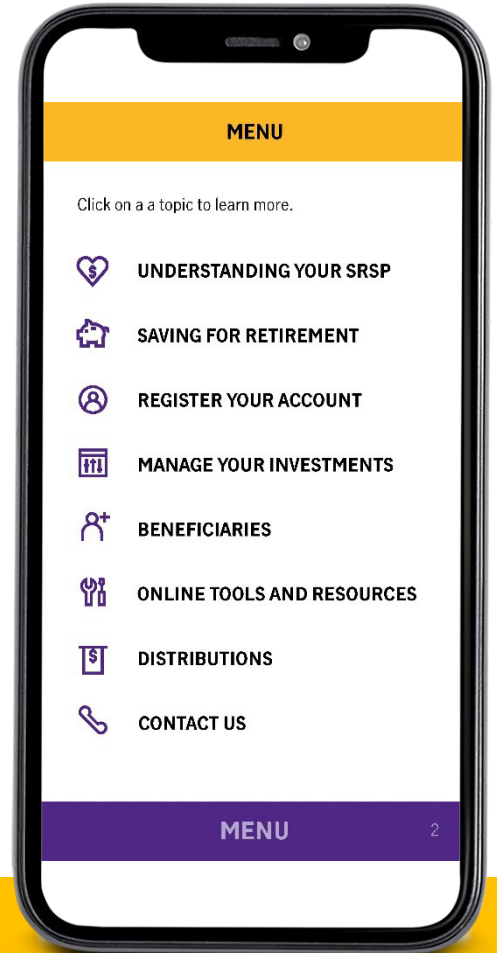 MENU
Click on a a topic to learn more.
UNDERSTANDING YOUR SRSP
SAVING FOR RETIREMENT
REGISTER YOUR ACCOUNT
MANAGE YOUR INVESTMENTS
BENEFICIARIES
ONLINE TOOLS AND RESOURCES
DISTRIBUTIONS
CONTACT US
MENU 2